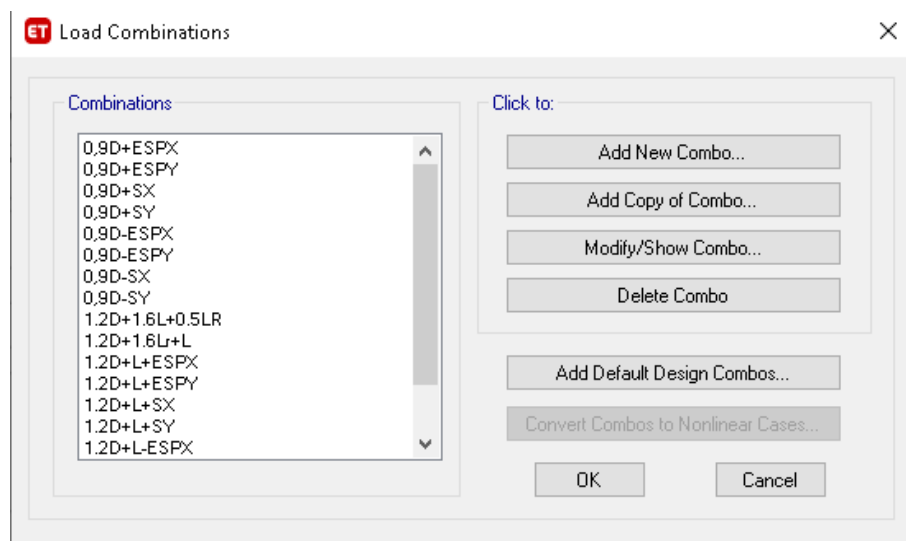 ET Load Combinations
Combinations
0,9D+ESPX
0,9D+ESPY
0,9D+SX
0,9D+SY
0,9D-ESPX
0,9D-ESPY
0,9D-SX
0,9D-SY
1.2D+1.6L+0.5LR
1.2D+1.6Lr+L
1.2D+L+ESPX
1.2D+L+ESPY
1.2D+L+SX
1.2D+L+SY
1.2D+L-ESPX
Click to:
Add New Combo...
Add Copy of Combo...
Modify/Show Combo...
Delete Combo
Add Default Design Combos...
Convert Combos to Nonlinear Cases...
OK
Cancel